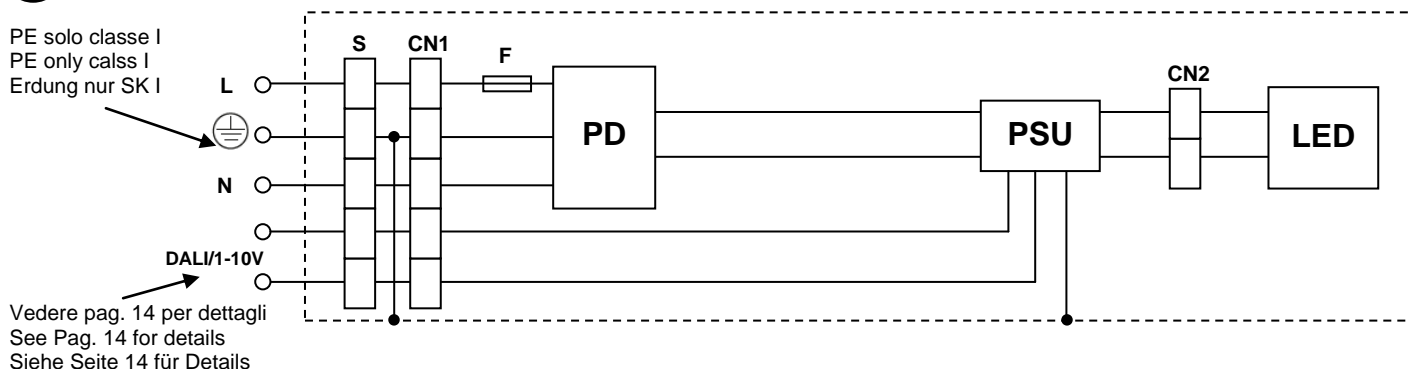 PE solo classe I
PE only calss I
Erdung nur SK I
S
CN1
F
L
PD
PSU
CN2
LED
N
DALI/1-10V
Vedere pag. 14 per dettagli
See Pag. 14 for details
Siehe Seite 14 für Details